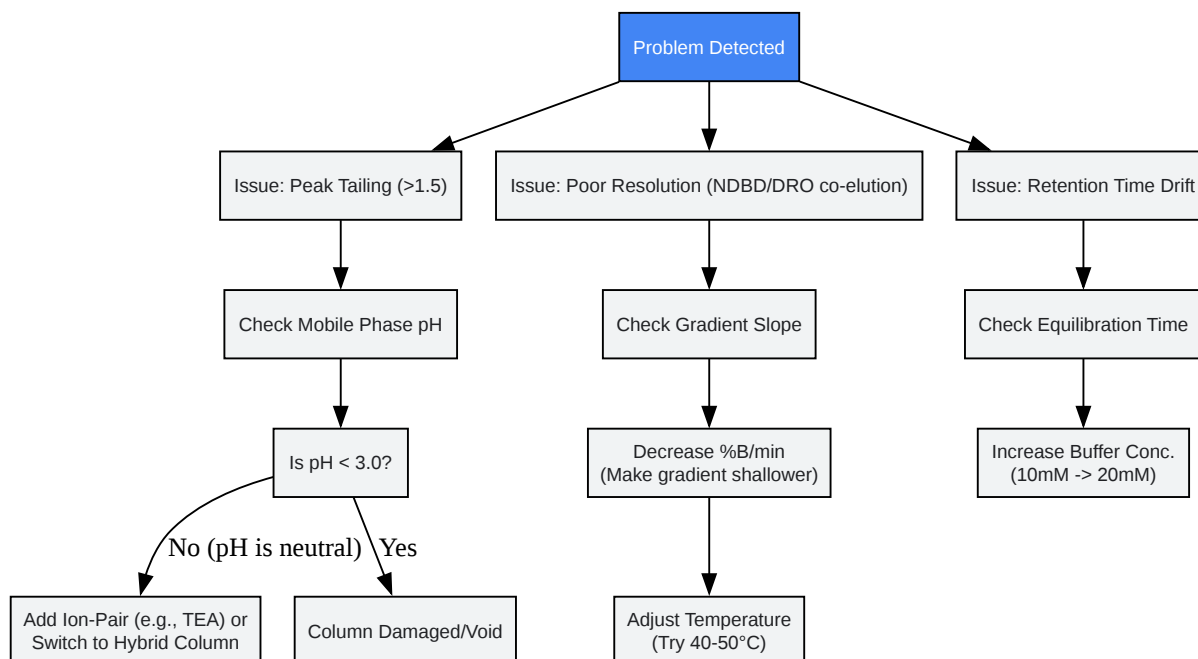 Problem Detected
Issue: Peak Tailing (>1.5)
Issue: Poor Resolution (NDBD/DRO co-elution)
Issue: Retention Time Drift
Check Mobile Phase pH
Check Gradient Slope
Check Equilibration Time
Is pH < 3.0?
Decrease %B/min
(Make gradient shallower)
Increase Buffer Conc.
(10mM -> 20mM)
No (pH is neutral)
Yes
Add Ion-Pair (e.g., TEA) or
Switch to Hybrid Column
Column Damaged/Void
Adjust Temperature
(Try 40-50°C)